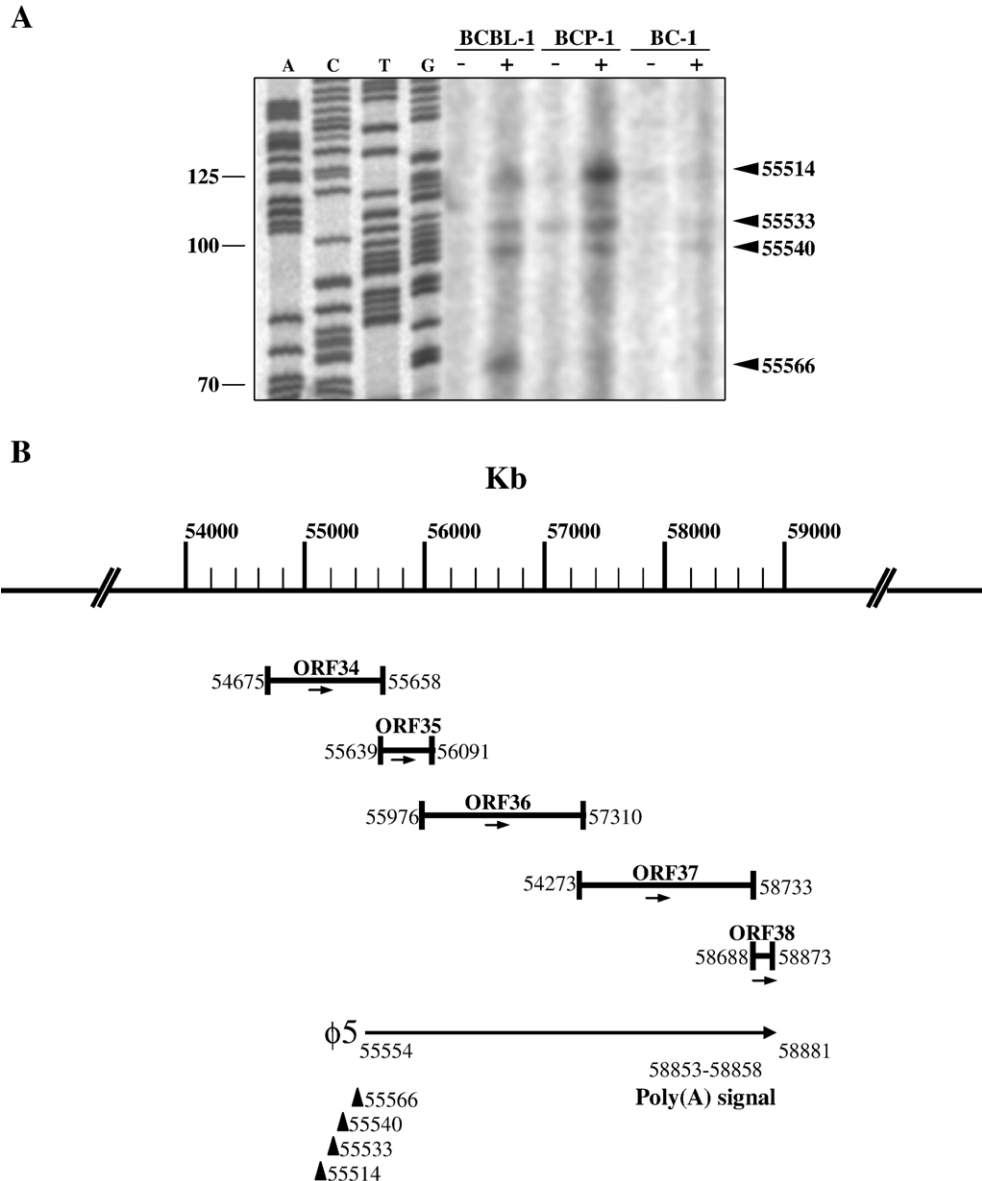 A
BCBL-1 BCP-1 BC-1
A C T G - + - + - +
125
100
70
55514
55533
55540
55566
B
Kb
54000 55000 56000 57000 58000 59000
ORF34
54675 55658
ORF35
55639 56091
ORF36
55976 57310
ORF37
54273 58733
ORF38
58688 58873
ϕ5
55554 58881
58853-58858
Poly(A) signal
55566
55540
55533
55514